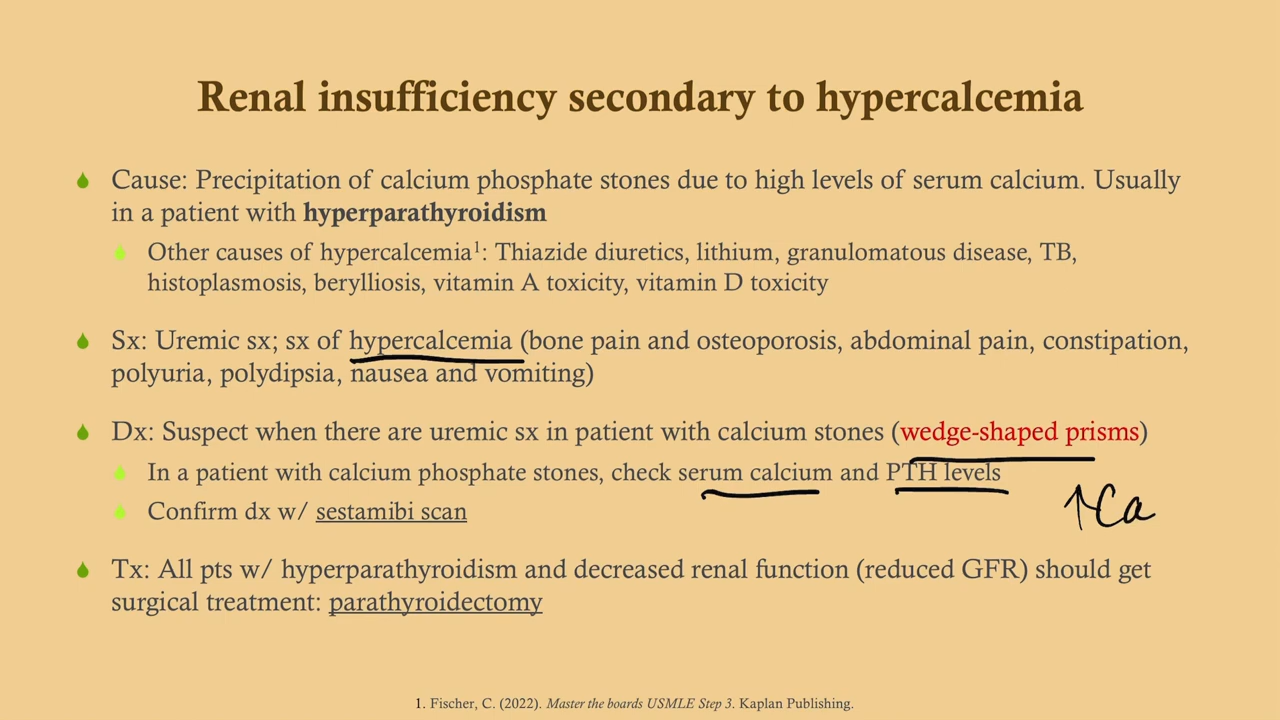 Renal insufficiency secondary to hypercalcemia
Cause: Precipitation of calcium phosphate stones due to high levels of serum calcium. Usually
in a patient with hyperparathyroidism
Other causes of hypercalcemia¹: Thiazide diuretics, lithium, granulomatous disease, TB,
histoplasmosis, berylliosis, vitamin A toxicity, vitamin D toxicity
Sx: Uremic sx; sx of hypercalcemia (bone pain and osteoporosis, abdominal pain, constipation,
polyuria, polydipsia, nausea and vomiting)
Dx: Suspect when there are uremic sx in patient with calcium stones (wedge-shaped prisms)
In a patient with calcium phosphate stones, check serum calcium and PTH levels
↑Ca
Confirm dx w/ sestamibi scan
Tx: All pts w/ hyperparathyroidism and decreased renal function (reduced GFR) should get
surgical treatment: parathyroidectomy
1. Fischer, C. (2022). Master the boards USMLE Step 3. Kaplan Publishing.